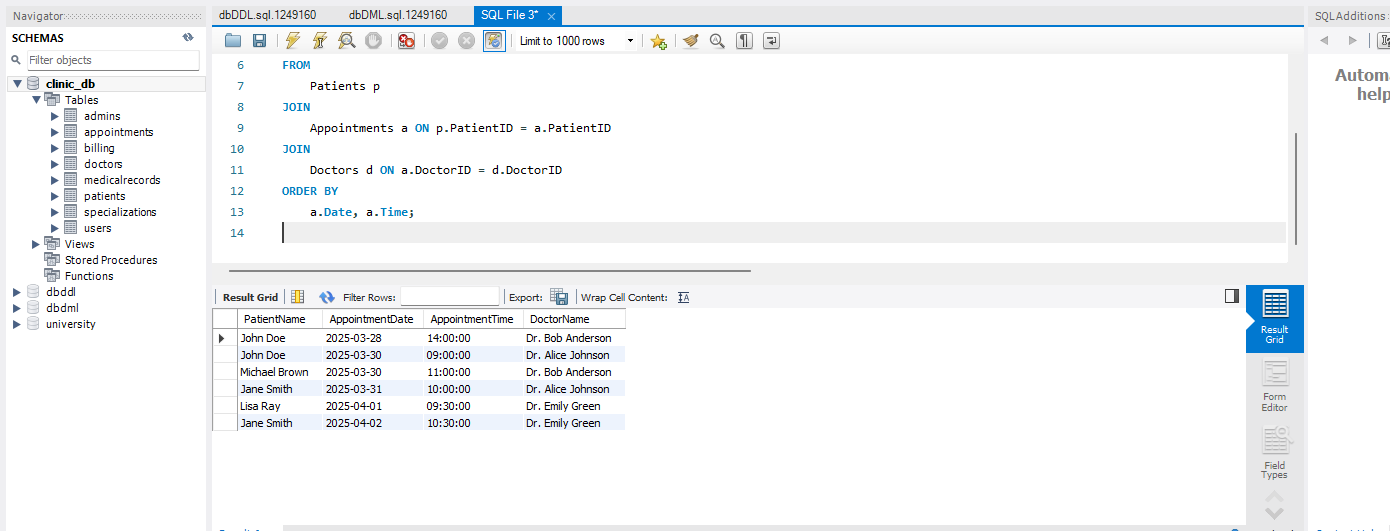 Navigator
SCHEMAS
Filter objects
clinic_db
Tables
admins
appointments
billing
doctors
medicalrecords
patients
specializations
users
Views
Stored Procedures
Functions
dbddl
dbdml
university
dbDDL.sql.1249160 dbDML.sql.1249160 SQL File 3*
Limit to 1000 rows
6 FROM
7 Patients p
8 JOIN
9 Appointments a ON p.PatientID = a.PatientID
10 JOIN
11 Doctors d ON a.DoctorID = d.DoctorID
12 ORDER BY
13 a.Date, a.Time;
14
Result Grid Filter Rows: Export: Wrap Cell Content:
PatientName AppointmentDate AppointmentTime DoctorName
John Doe 2025-03-28 14:00:00 Dr. Bob Anderson
John Doe 2025-03-30 09:00:00 Dr. Alice Johnson
Michael Brown 2025-03-30 11:00:00 Dr. Bob Anderson
Jane Smith 2025-03-31 10:00:00 Dr. Alice Johnson
Lisa Ray 2025-04-01 09:30:00 Dr. Emily Green
Jane Smith 2025-04-02 10:30:00 Dr. Emily Green
Result
Grid
Form
Editor
Field
Types
SQLAdditions
Automa
help